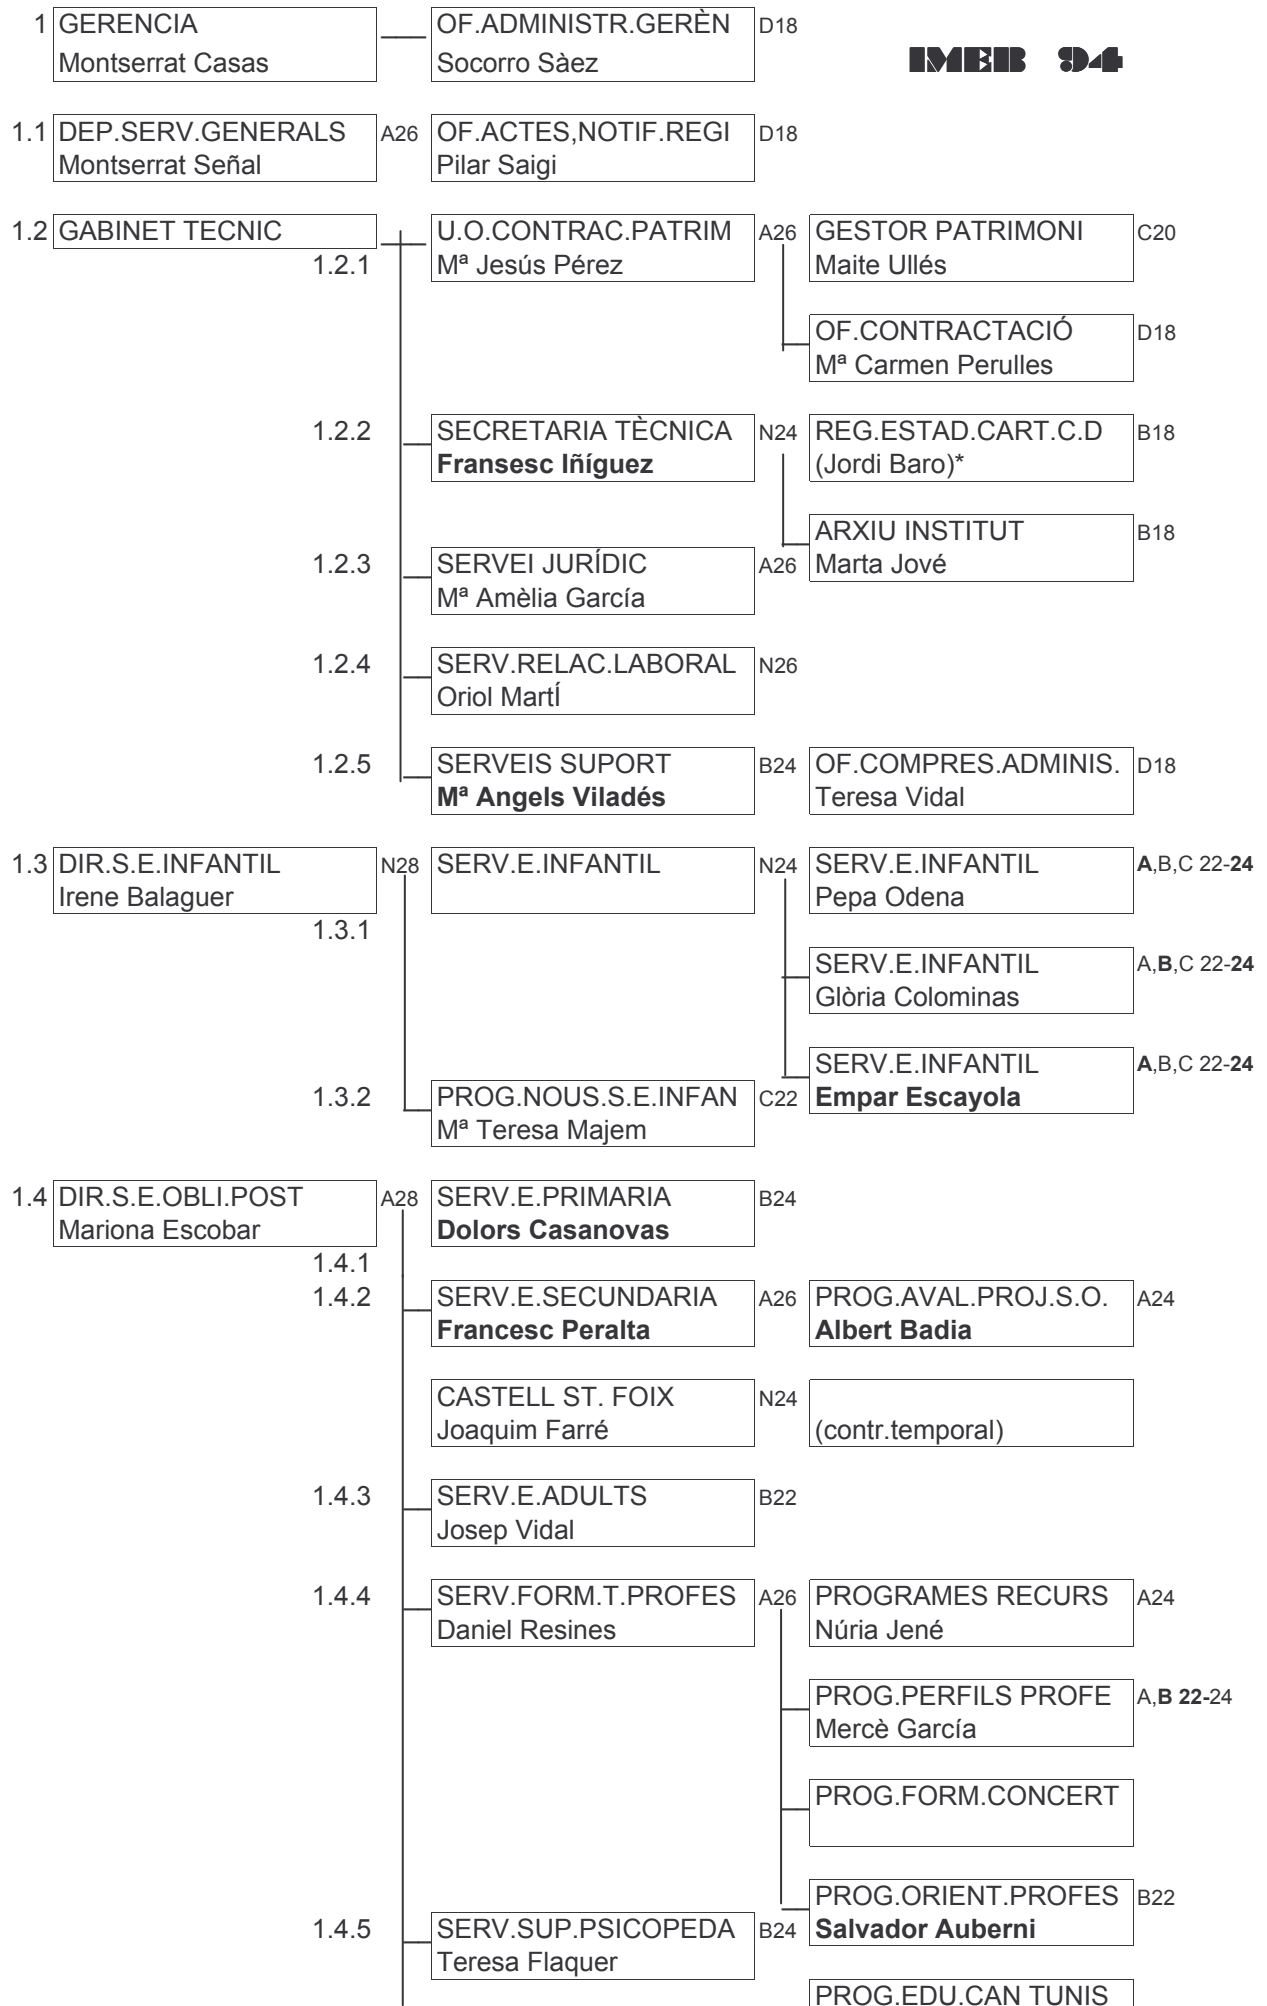 1 GERENCIA OF.ADMINISTR.GERÈN D18
Montserrat Casas Socorro Sàez
IMEB 94
1.1 DEP.SERV.GENERALS A26 OF.ACTES,NOTIF.REGI D18
Montserrat Señal Pilar Saigi
1.2 GABINET TECNIC U.O.CONTRAC.PATRIM A26 GESTOR PATRIMONI C20
1.2.1 Mª Jesús Pérez Maite Ullés
OF.CONTRACTACIÓ D18
Mª Carmen Perulles
1.2.2 SECRETARIA TÈCNICA N24 REG.ESTAD.CART.C.D B18
Fransesc Iñíguez (Jordi Baro)*
ARXIU INSTITUT B18
1.2.3 SERVEI JURÍDIC A26 Marta Jové
Mª Amèlia García
1.2.4 SERV.RELAC.LABORAL N26
Oriol MartÍ
1.2.5 SERVEIS SUPORT B24 OF.COMPRES.ADMINIS. D18
Mª Angels Viladés Teresa Vidal
1.3 DIR.S.E.INFANTIL N28 SERV.E.INFANTIL N24 SERV.E.INFANTIL A,B,C 22-24
Irene Balaguer Pepa Odena
1.3.1
SERV.E.INFANTIL A,B,C 22-24
Glòria Colominas
SERV.E.INFANTIL A,B,C 22-24
1.3.2 PROG.NOUS.S.E.INFAN C22 Empar Escayola
Mª Teresa Majem
1.4 DIR.S.E.OBLI.POST A28 SERV.E.PRIMARIA B24
Mariona Escobar Dolors Casanovas
1.4.1
1.4.2 SERV.E.SECUNDARIA A26 PROG.AVAL.PROJ.S.O. A24
Francesc Peralta Albert Badia
CASTELL ST. FOIX N24
Joaquim Farré (contr.temporal)
1.4.3 SERV.E.ADULTS B22
Josep Vidal
1.4.4 SERV.FORM.T.PROFES A26 PROGRAMES RECURS A24
Daniel Resines Núria Jené
PROG.PERFILS PROFE A,B 22-24
Mercè García
PROG.FORM.CONCERT
PROG.ORIENT.PROFES B22
1.4.5 SERV.SUP.PSICOPEDA B24 Salvador Auberni
Teresa Flaquer
PROG.EDU.CAN TUNIS